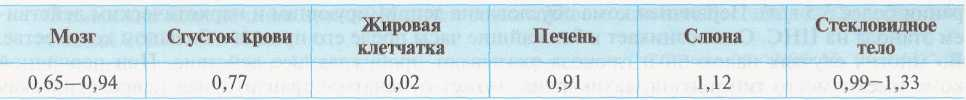 Мозг Сгусток крови Жировая клетчатка Печень Слюна Стекловидное тело
0,65—0,94 0,77 0,02 0,91 1,12 0,99—1,33